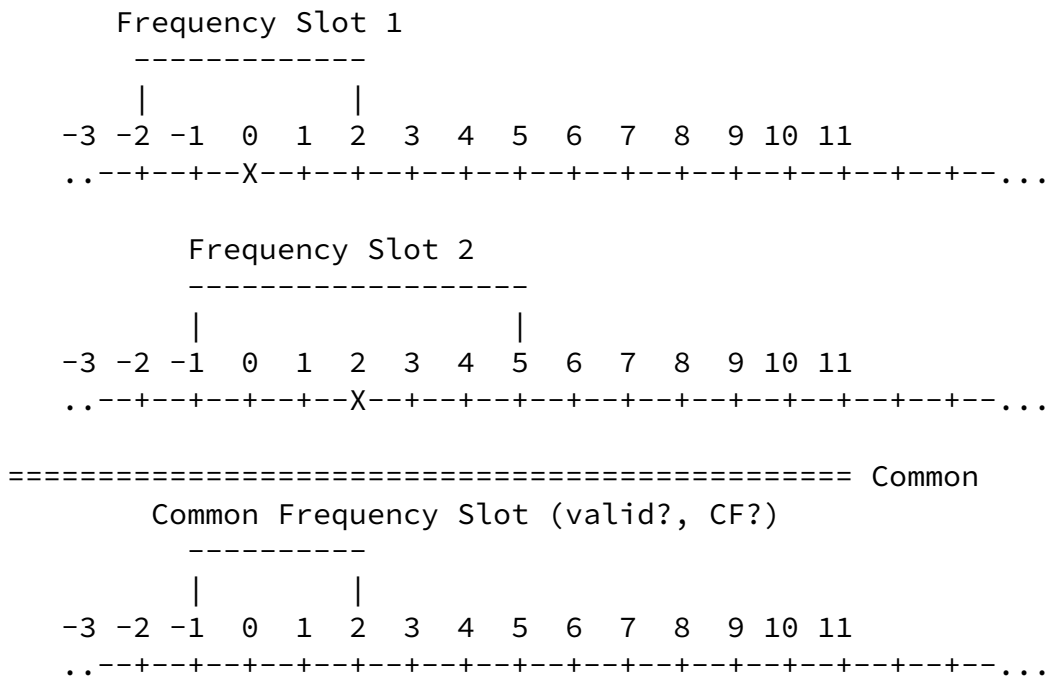 Frequency Slot 1
-------------
|           |
-3 -2 -1 0 1 2 3 4 5 6 7 8 9 10 11
..--+--+--X--+--+--+--+--+--+--+--+--+--+--+--+--...
Frequency Slot 2
-------------------
|                 |
-3 -2 -1 0 1 2 3 4 5 6 7 8 9 10 11
..--+--+--+--+--X--+--+--+--+--+--+--+--+--+--+--...
=============================================== Common
Common Frequency Slot (valid?, CF?)
----------
|        |
-3 -2 -1 0 1 2 3 4 5 6 7 8 9 10 11
..--+--+--+--+--+--+--+--+--+--+--+--+--+--+--+--...